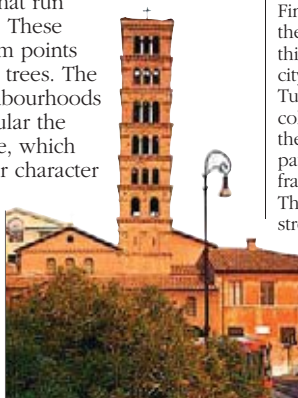 that run
These
m points
trees. The
bourhoods
ular the
e, which
r character
Fin
the
thi
city
Tu
co
the
pa
fra
Th
stre